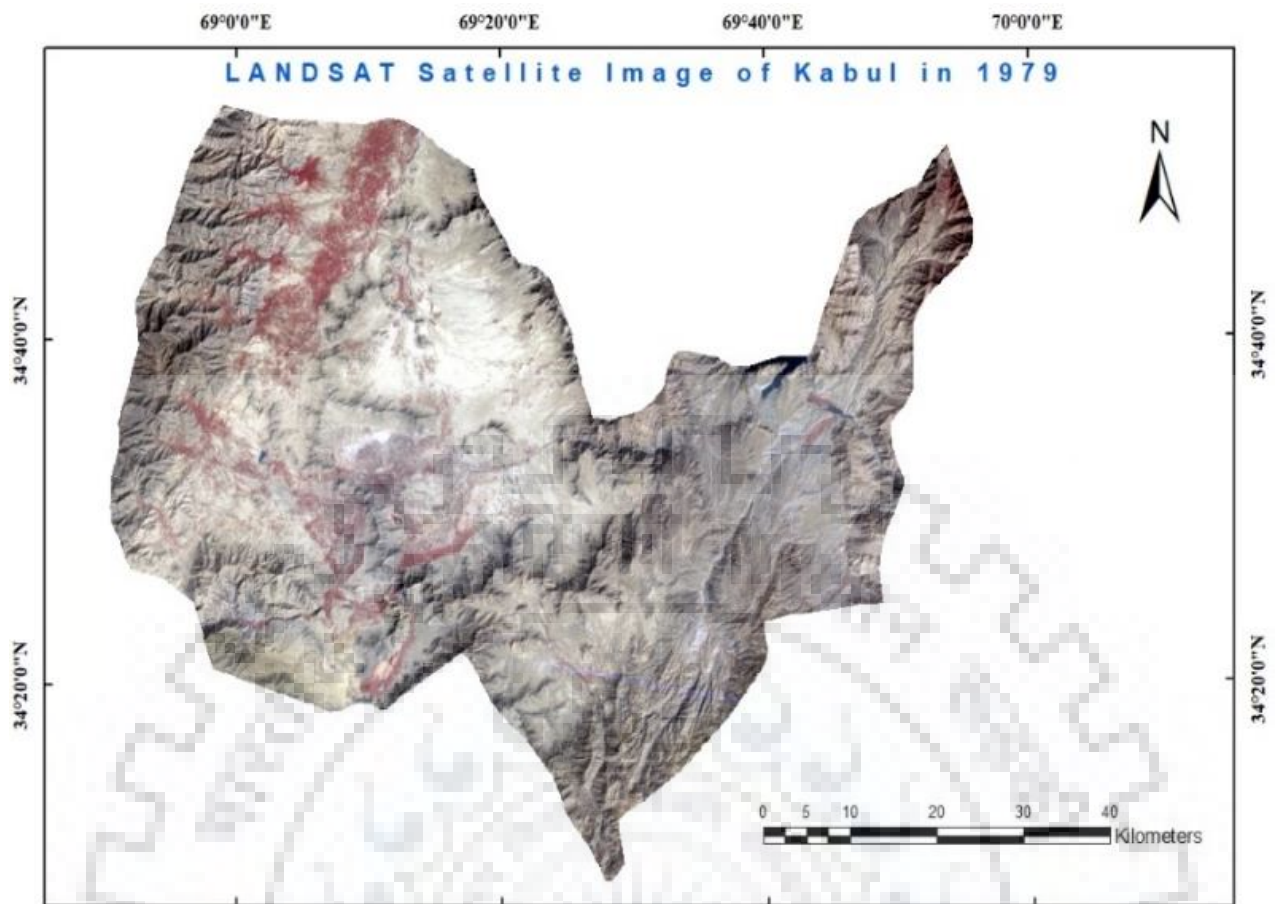 69°0'0"E 69°20'0"E 69°40'0"E 70°0'0"E
LANDSAT Satellite Image of Kabul in 1979
N
34°40'0"N 34°40'0"N
34°20'0"N 34°20'0"N
0 5 10 20 30 40
Kilometers